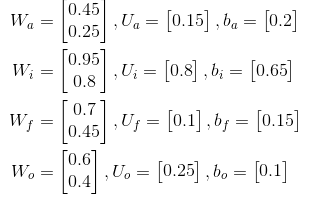 W_a = [0.45 0.25], U_a = [0.15], b_a = [0.2]
W_i = [0.95 0.8], U_i = [0.8], b_i = [0.65]
W_f = [0.7 0.45], U_f = [0.1], b_f = [0.15]
W_o = [0.6 0.4], U_o = [0.25], b_o = [0.1]